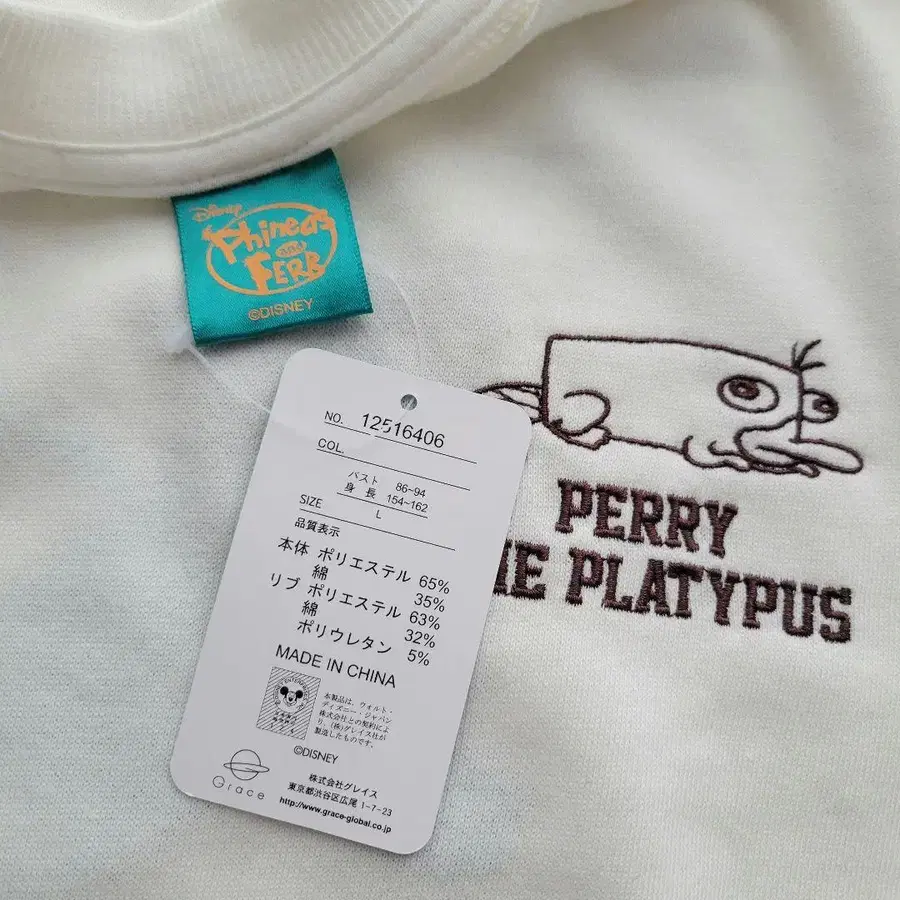 Disney
Phineas
and
FERB
©DISNEY
NO. 12516406
COL.
バスト 86~94
身長 154~162
SIZE L
品質表示
本体 ポリエステル 65%
綿 35%
リブ ポリエステル 63%
綿 32%
ポリウレタン 5%
MADE IN CHINA
本製品は、ウォルト・
ディズニー・ジャパン
株式会社との契約によ
り、(株)グレイス社が
製造したものです。
©DISNEY
Grace
株式会社グレイス
東京都渋谷区広尾 1-7-23
http://www.grace-global.co.jp
PERRY
HE PLATYPUS